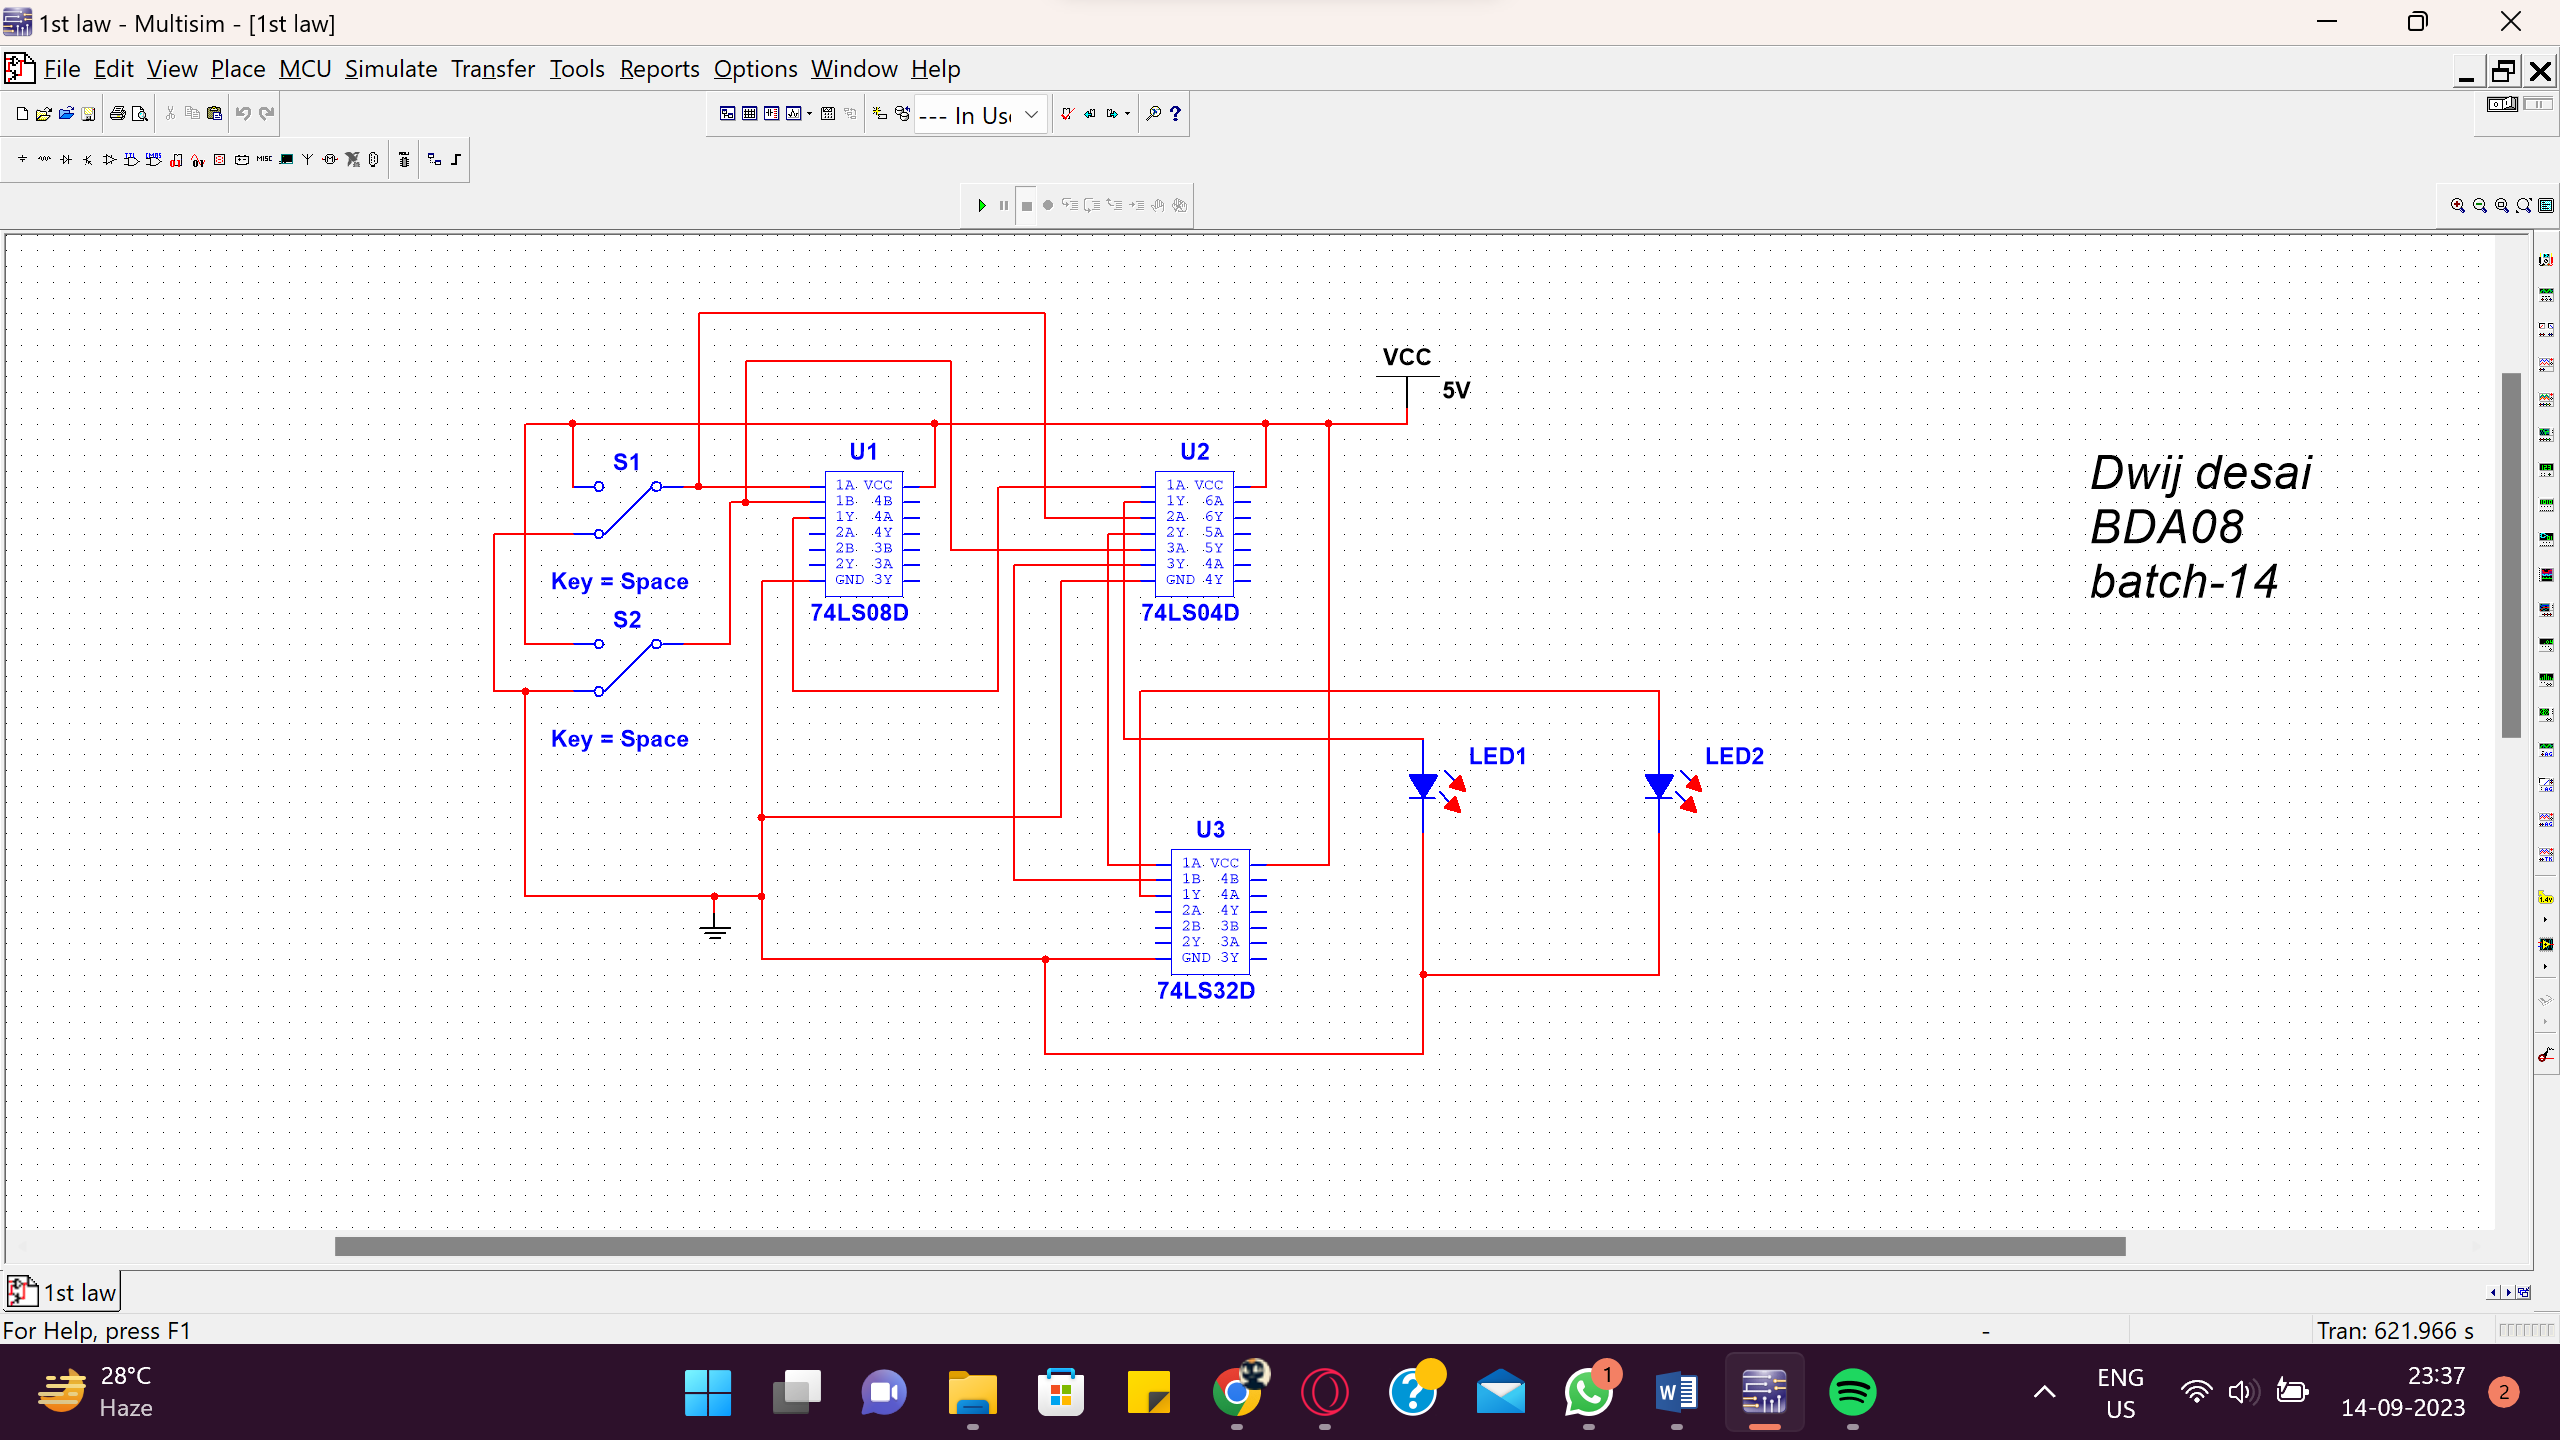 1st law - Multisim - [1st law]
File Edit View Place MCU Simulate Transfer Tools Reports Options Window Help
--- In Use
VCC
5V
S1
Key = Space
S2
Key = Space
U1
1A VCC
1B 4B
1Y 4A
2A 4Y
2B 3B
2Y 3A
GND 3Y
74LS08D
U2
1A VCC
1Y 6A
2A 6Y
2Y 5A
3A 5Y
3Y 4A
GND 4Y
74LS04D
Dwij desai
BDA08
batch-14
LED1
LED2
U3
1A VCC
1B 4B
1Y 4A
2A 4Y
2B 3B
2Y 3A
GND 3Y
74LS32D
1st law
For Help, press F1
-
Tran: 621.966 s
28°C
Haze
1
ENG
US
23:37
14-09-2023
2